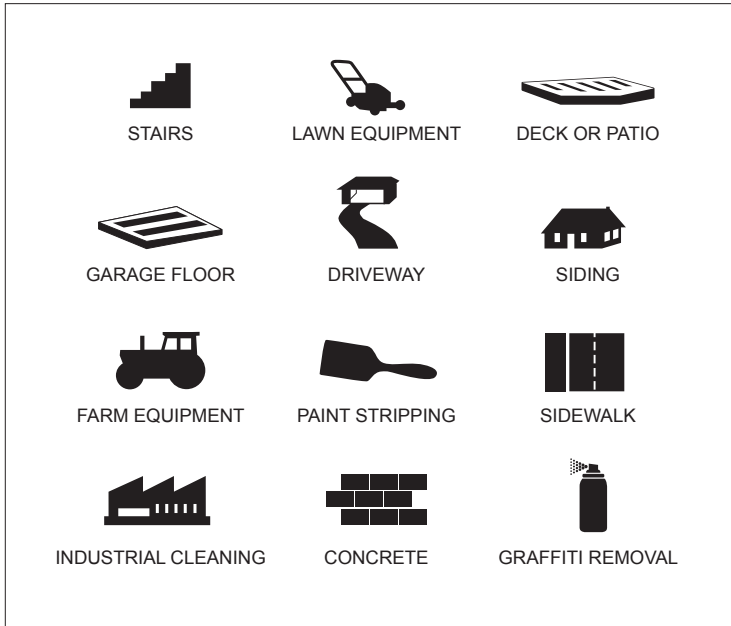 STAIRS
LAWN EQUIPMENT
DECK OR PATIO
GARAGE FLOOR
DRIVEWAY
SIDING
FARM EQUIPMENT
PAINT STRIPPING
SIDEWALK
INDUSTRIAL CLEANING
CONCRETE
GRAFFITI REMOVAL